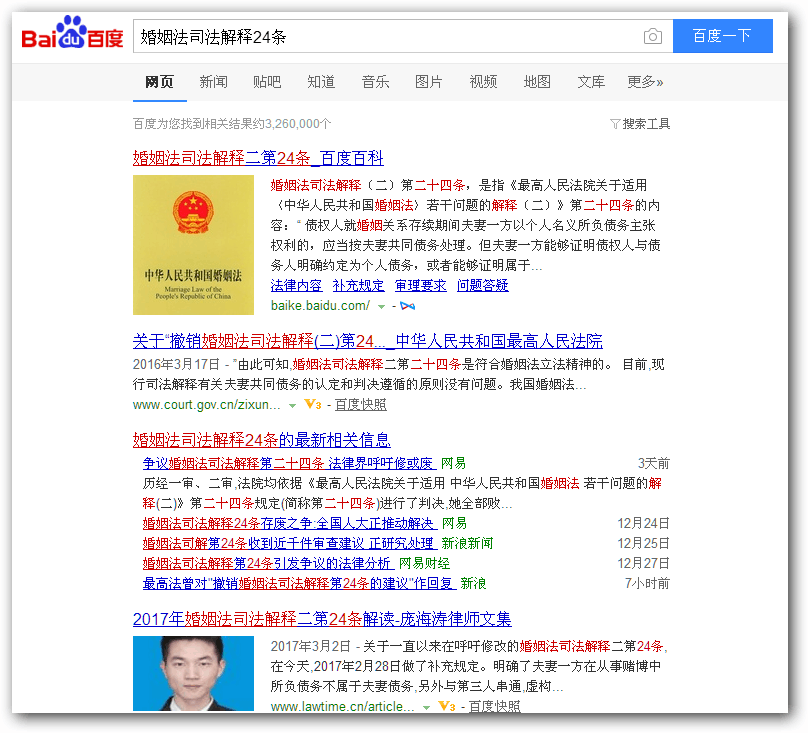 Bai du 百度
婚姻法司法解释24条
百度一下
网页 新闻 贴吧 知道 音乐 图片 视频 地图 文库 更多»
百度为您找到相关结果约3,260,000个
搜索工具
婚姻法司法解释二第24条_百度百科
中华人民共和国婚姻法
Marriage Law of the
People's Republic of China
婚姻法司法解释（二）第二十四条，是指《最高人民法院关于适用
〈中华人民共和国婚姻法〉若干问题的解释（二）》第二十四条的内
容：“ 债权人就婚姻关系存续期间夫妻一方以个人名义所负债务主张
权利的，应当按夫妻共同债务处理。但夫妻一方能够证明债权人与债
务人明确约定为个人债务，或者能够证明属于...
法律内容 补充规定 审理要求 问题答疑
baike.baidu.com/ -
关于“撤销婚姻法司法解释(二)第24..._中华人民共和国最高人民法院
2016年3月17日 - ”由此可知,婚姻法司法解释二第二十四条是符合婚姻法立法精神的。 目前,现
行司法解释有关夫妻共同债务的认定和判决遵循的原则没有问题。我国婚姻法...
www.court.gov.cn/zixun... V3 - 百度快照
婚姻法司法解释24条的最新相关信息
争议婚姻法司法解释第二十四条 法律界呼吁修或废 网易 3天前
历经一审、二审,法院均依据《最高人民法院关于适用 中华人民共和国婚姻法 若干问题的解
释(二)》第二十四条规定(简称第二十四条)进行了判决,她全部败...
婚姻法司法解释24条存废之争:全国人大正推动解决 网易 12月24日
婚姻法司解第24条收到近千件审查建议 正研究处理 新浪新闻 12月25日
婚姻法司法解释第24条引发争议的法律分析 网易财经 12月27日
最高法曾对"撤销婚姻法司法解释第24条的建议"作回复 新浪 7小时前
2017年婚姻法司法解释二第24条解读-庞海涛律师文集
2017年3月2日 - 关于一直以来在呼吁修改的婚姻法司法解释二第24条,
在今天,2017年2月28日做了补充规定。明确了夫妻一方在从事赌博中
所负债务不属于夫妻债务,另外与第三人串通,虚构...
www.lawtime.cn/article... V3 - 百度快照